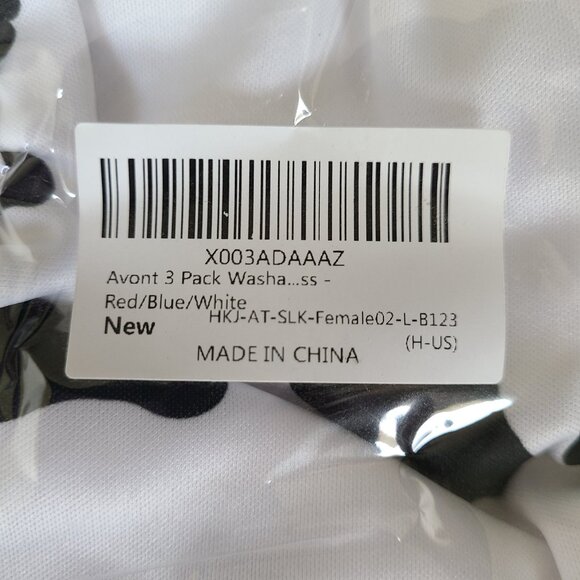 X003ADAAAZ
Avont 3 Pack Washa...ss -
Red/Blue/White
New HKJ-AT-SLK-Female02-L-B123
(H-US)
MADE IN CHINA